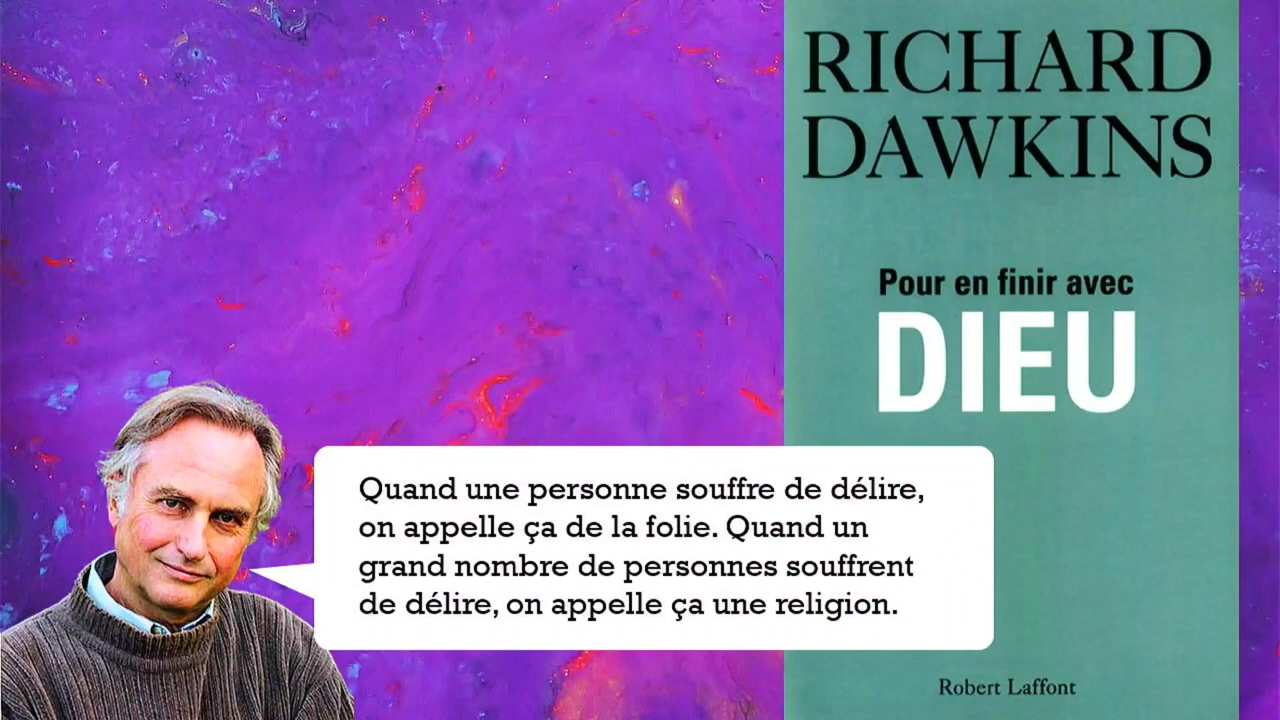 RICHARD
DAWKINS
Pour en finir avec
DIEU
Quand une personne souffre de délire,
on appelle ça de la folie. Quand un
grand nombre de personnes souffrent
de délire, on appelle ça une religion.
Robert Laffont